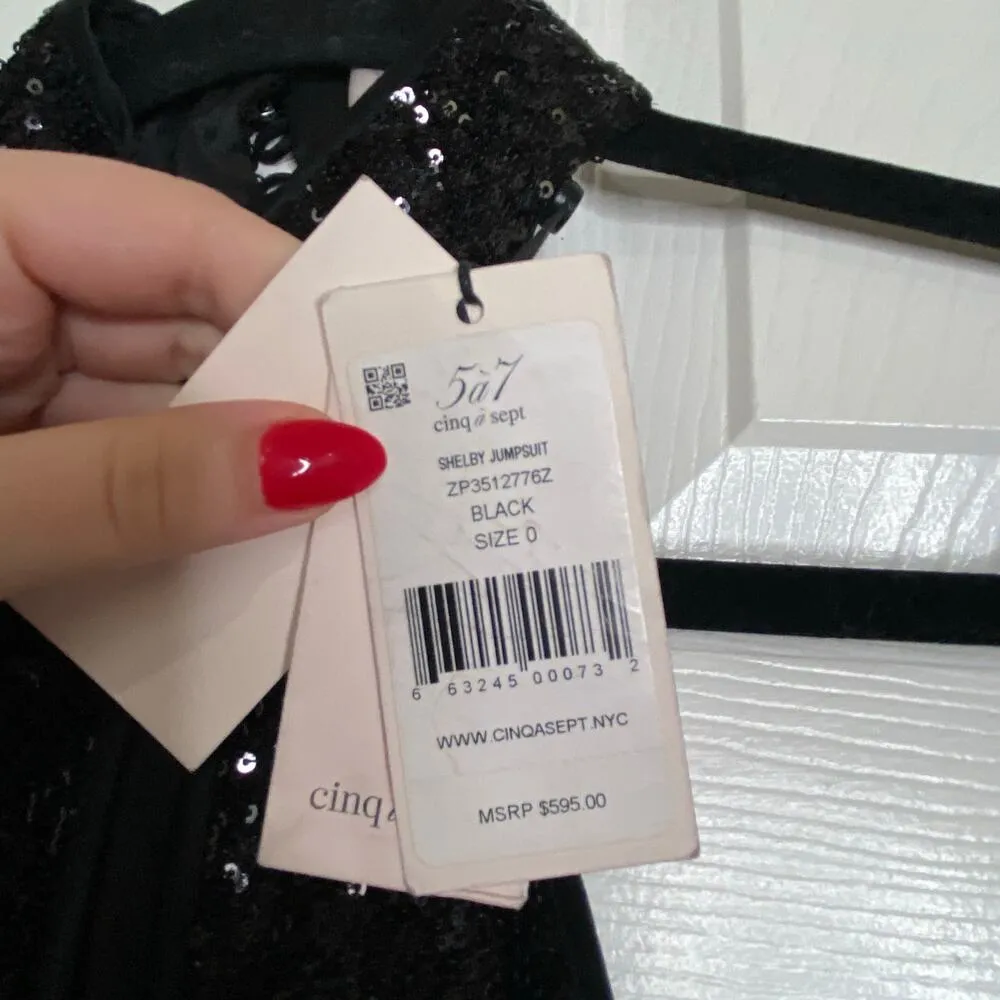 5à7
cinq à sept
SHELBY JUMPSUIT
ZP3512776Z
BLACK
SIZE 0
6 63245 00073 2
WWW.CINQASEPT.NYC
MSRP $595.00
cinq